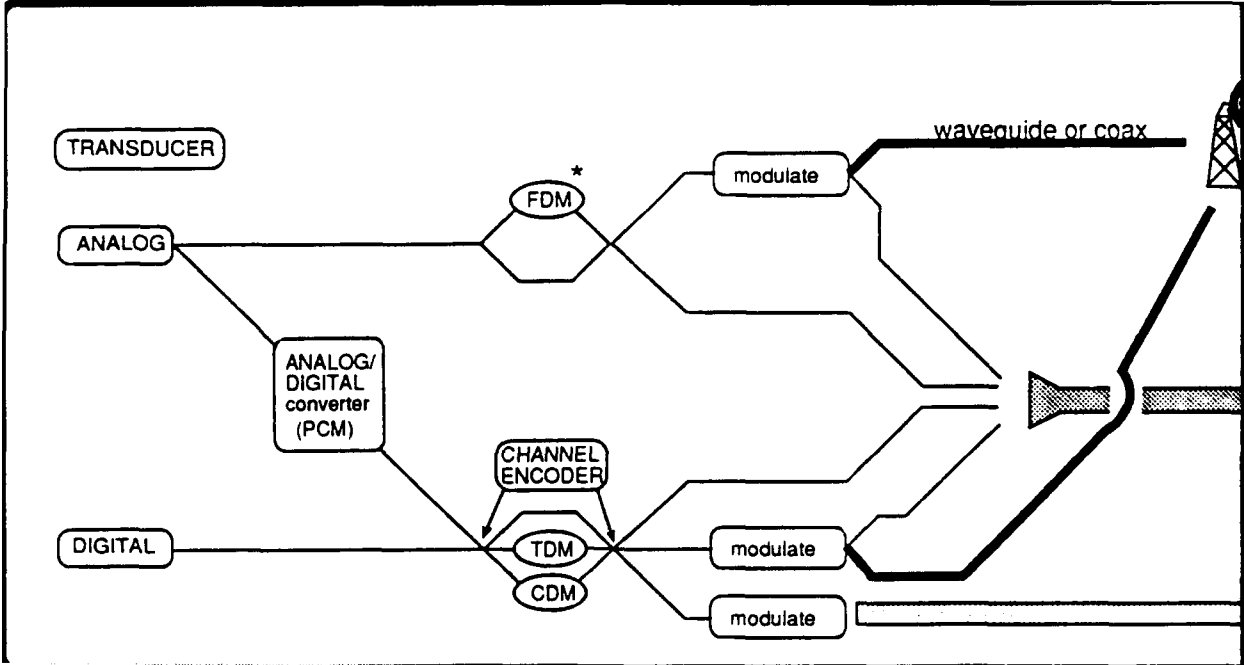 waveguide or coax
TRANSDUCER
*
modulate
FDM
ANALOG
ANALOG/
DIGITAL
converter
(PCM)
CHANNEL
ENCODER
DIGITAL
TDM
modulate
CDM
modulate